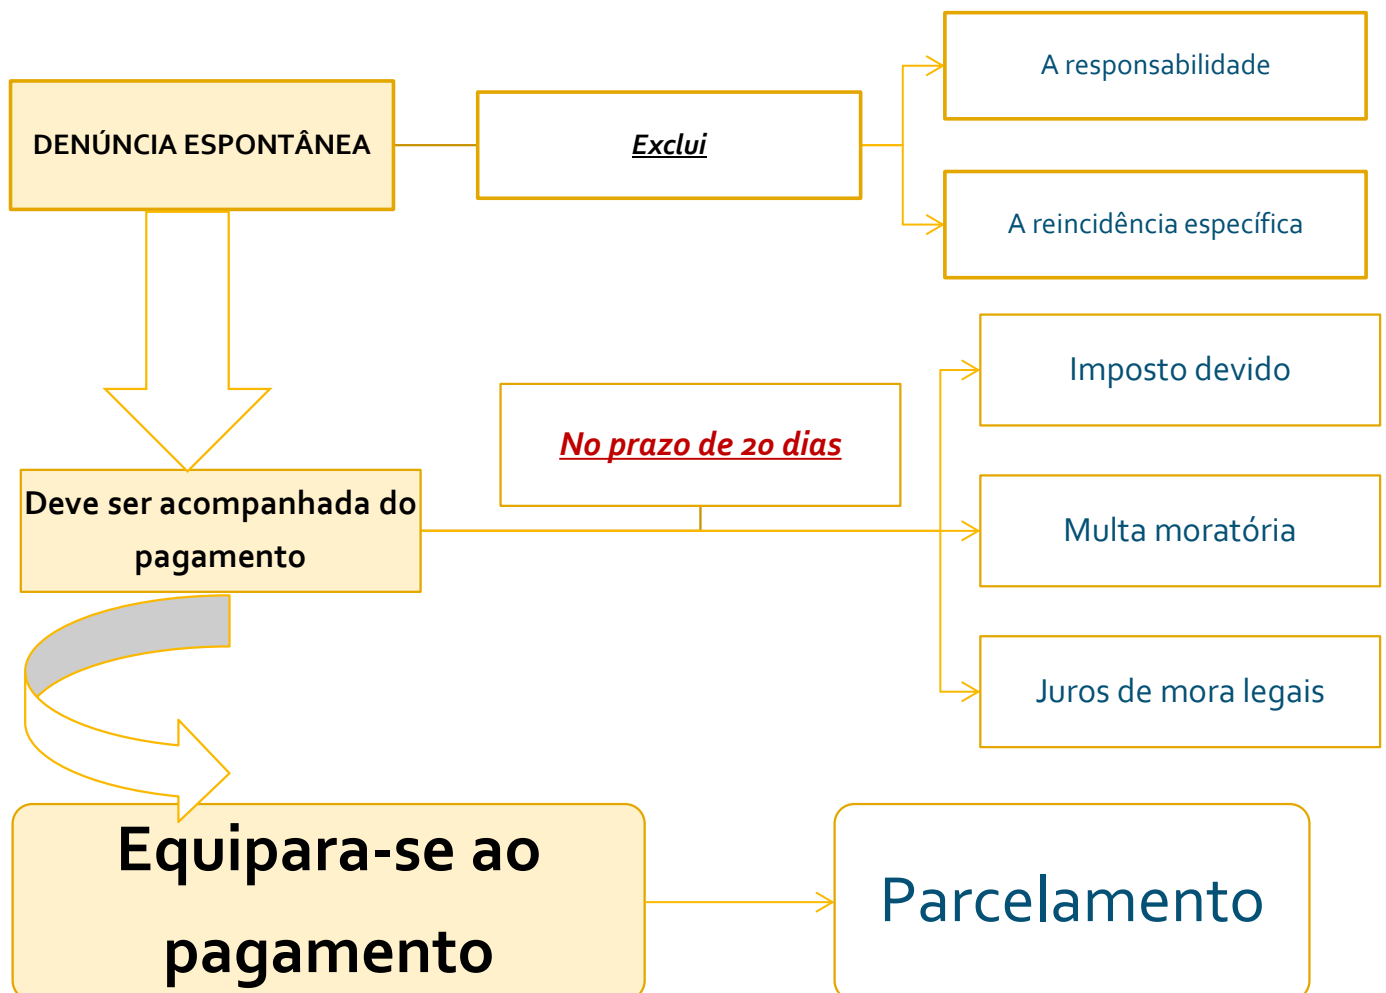 A responsabilidade
DENÚNCIA ESPONTÂNEA
Exclui
A reincidência específica
Imposto devido
No prazo de 20 dias
Deve ser acompanhada do
pagamento
Multa moratória
Juros de mora legais
Equipara-se ao
pagamento
Parcelamento